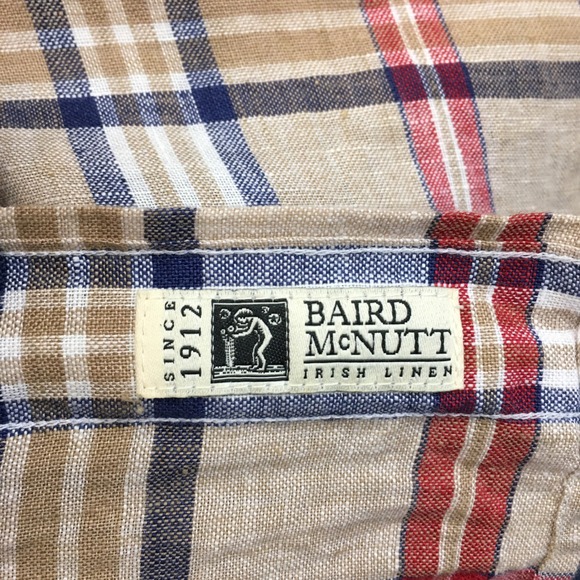 SINCE
1912
BAIRD
McNUTT
IRISH LINEN